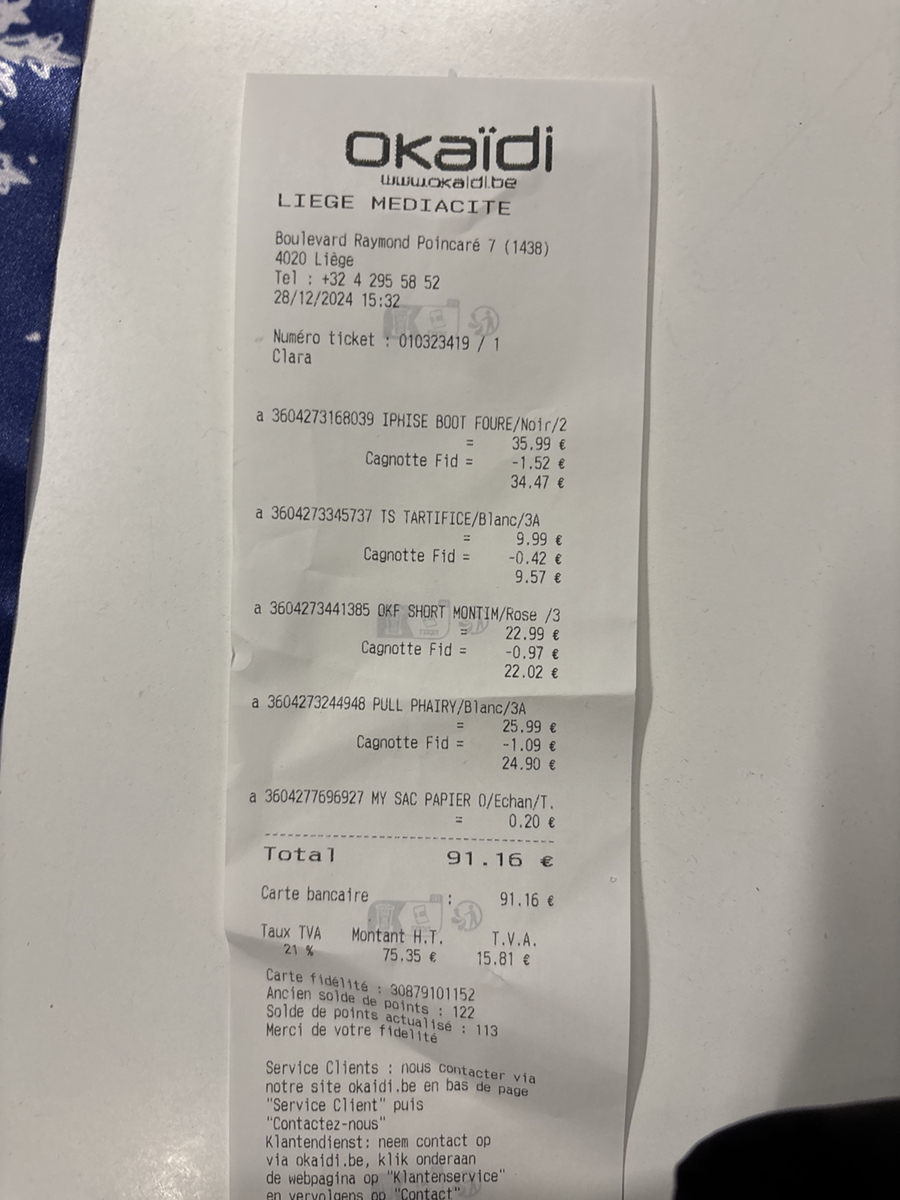 Okaïdi
www.okaidi.be
LIEGE MEDIACITE
Boulevard Raymond Poincaré 7 (1438)
4020 Liège
Tel : +32 4 295 58 52
28/12/2024 15:32
Numéro ticket : 010323419 / 1
Clara
a 3604273168039 IPHISE BOOT FOURE/Noir/2
= 35.99 €
Cagnotte Fid = -1.52 €
34.47 €
a 3604273345737 TS TARTIFICE/Blanc/3A
= 9.99 €
Cagnotte Fid = -0.42 €
9.57 €
a 3604273441385 OKF SHORT MONTIM/Rose /3
= 22.99 €
Cagnotte Fid = -0.97 €
22.02 €
a 3604273244948 PULL PHAIRY/Blanc/3A
= 25.99 €
Cagnotte Fid = -1.09 €
24.90 €
a 3604277696927 MY SAC PAPIER O/Echan/T.
= 0.20 €
Total 91.16 €
Carte bancaire : 91.16 €
Taux TVA Montant H.T. T.V.A.
21 % 75.35 € 15.81 €
Carte fidélité : 30879101152
Ancien solde de points : 122
Solde de points actualisé : 113
Merci de votre fidelité
Service Clients : nous contacter via
notre site okaidi.be en bas de page
"Service Client" puis
"Contactez-nous"
Klantendienst: neem contact op
via okaidi.be, klik onderaan
de webpagina op "Klantenservice"
en vervolgens op "Contact"